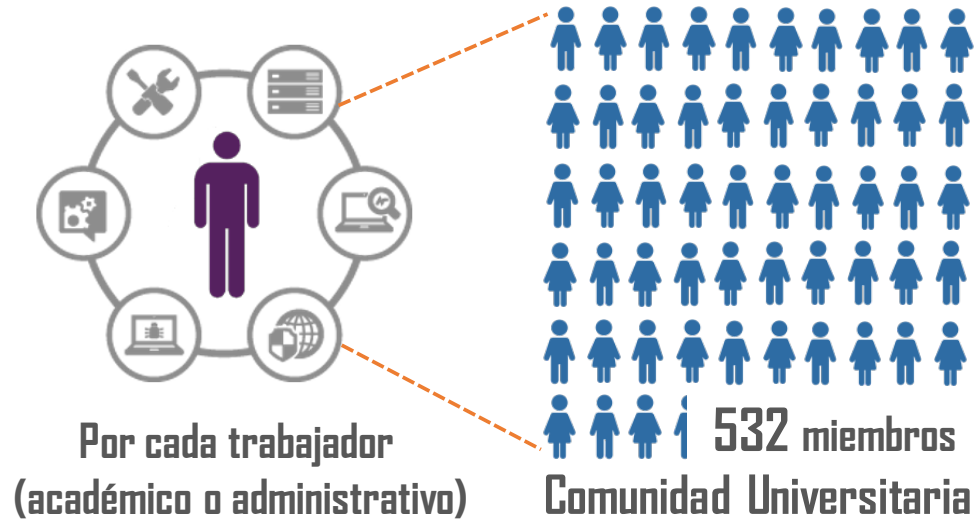 Por cada trabajador
(académico o administrativo)
532 miembros
Comunidad Universitaria